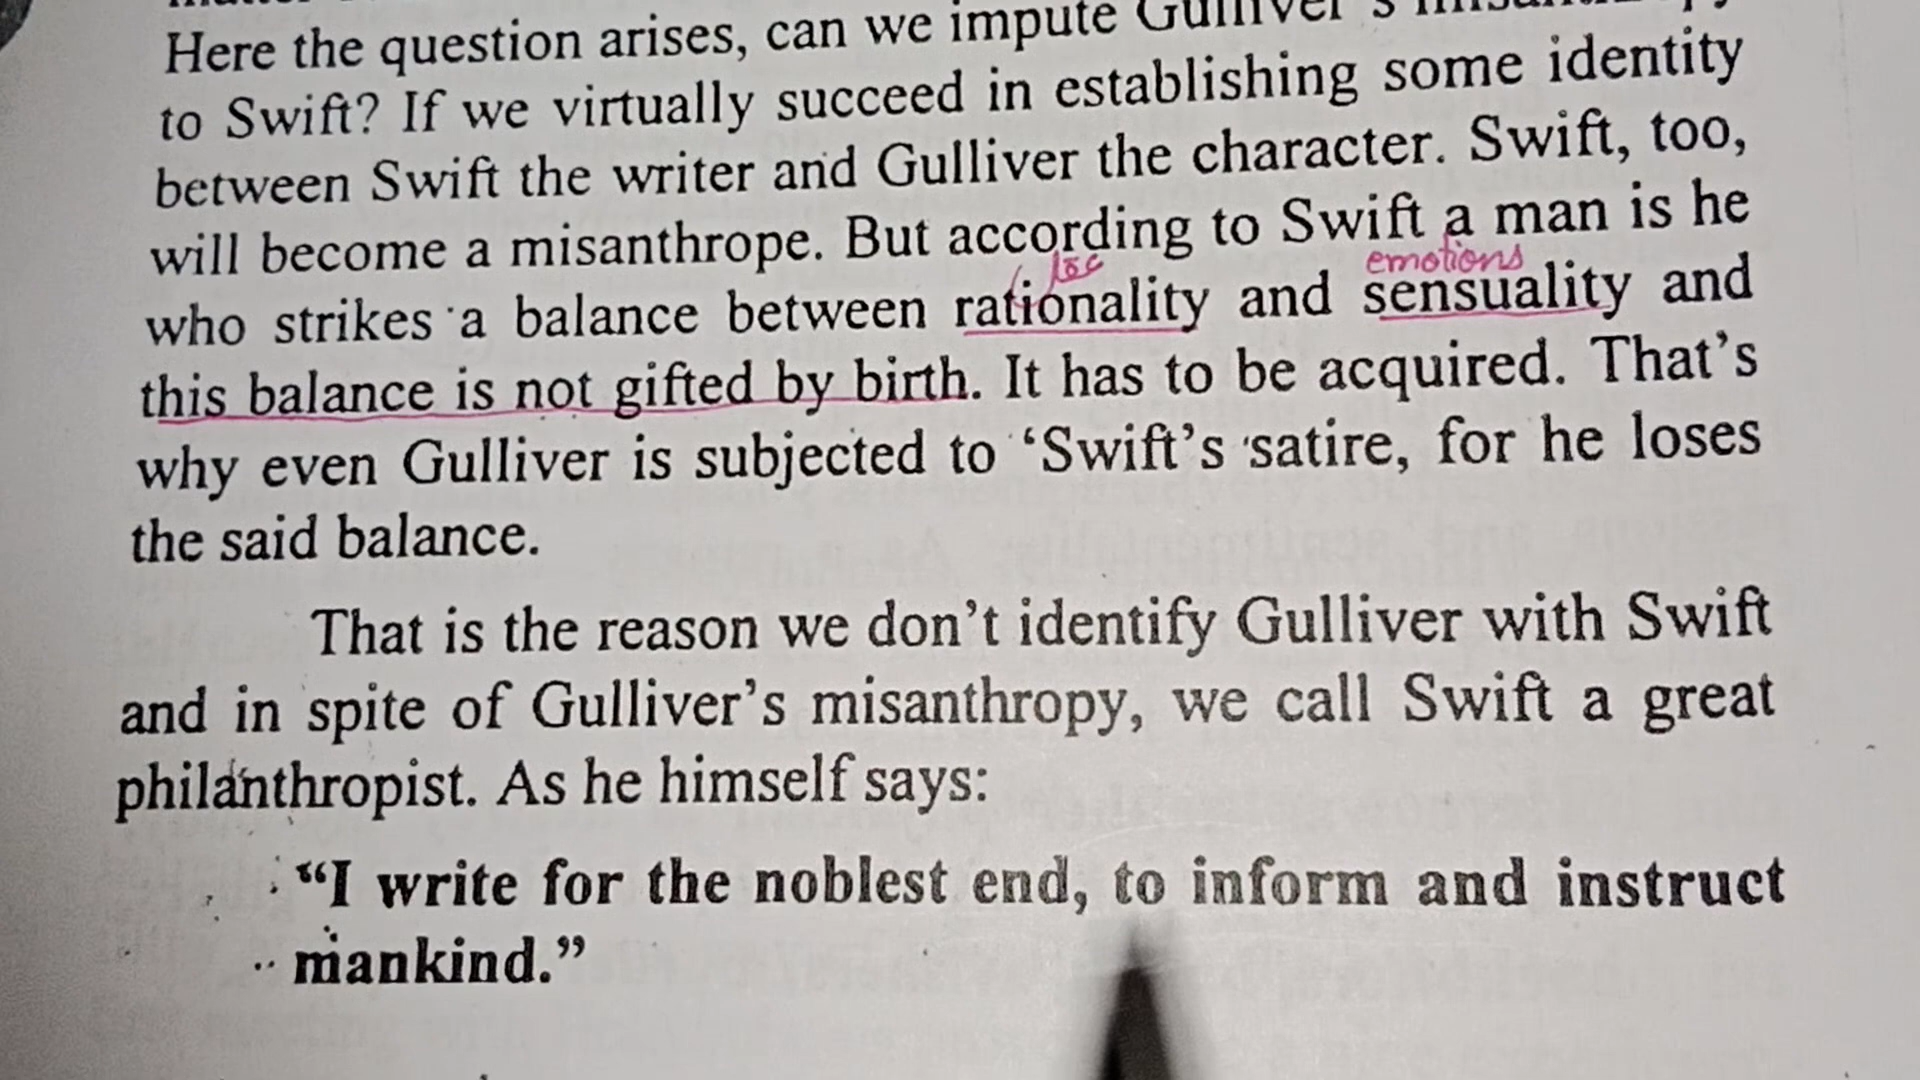 Here the question arises, can we impute Gulliver's
to Swift? If we virtually succeed in establishing some identity
between Swift the writer and Gulliver the character. Swift, too,
will become a misanthrope. But according to Swift a man is he
emotions
who strikes a balance between rationality and sensuality and
this balance is not gifted by birth. It has to be acquired. That's
why even Gulliver is subjected to ‘Swift's satire, for he loses
the said balance.
That is the reason we don't identify Gulliver with Swift
and in spite of Gulliver's misanthropy, we call Swift a great
philanthropist. As he himself says:
“I write for the noblest end, to inform and instruct
mankind.”